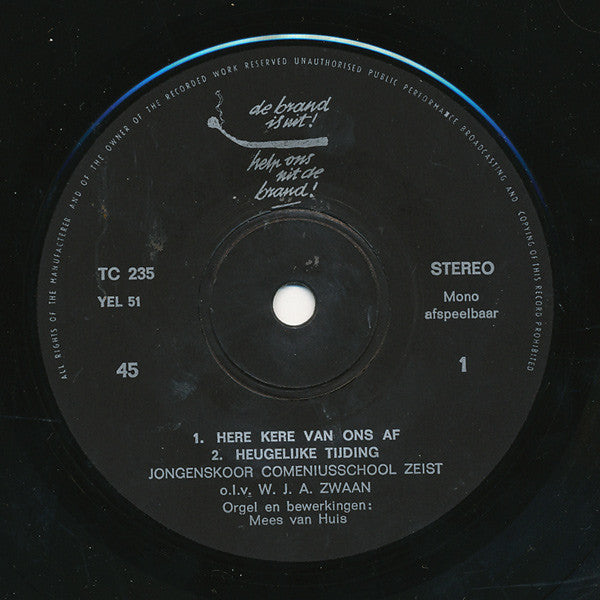 ALL RIGHTS OF THE MANUFACTURER AND OF THE OWNER OF THE RECORDED WORK RESERVED UNAUTHORISED PUBLIC PERFORMANCE BROADCASTING AND COPYING OF THIS RECORD PROHIBITED
de brand
is uit!
help ons
uit de
brand!
TC 235
YEL 51
STEREO
Mono
afspeelbaar
45
1
1. HERE KERE VAN ONS AF
2. HEUGELIJKE TIJDING
JONGENSKOOR COMENIUSSCHOOL ZEIST
o.l.v. W. J. A. ZWAAN
Orgel en bewerkingen:
Mees van Huis